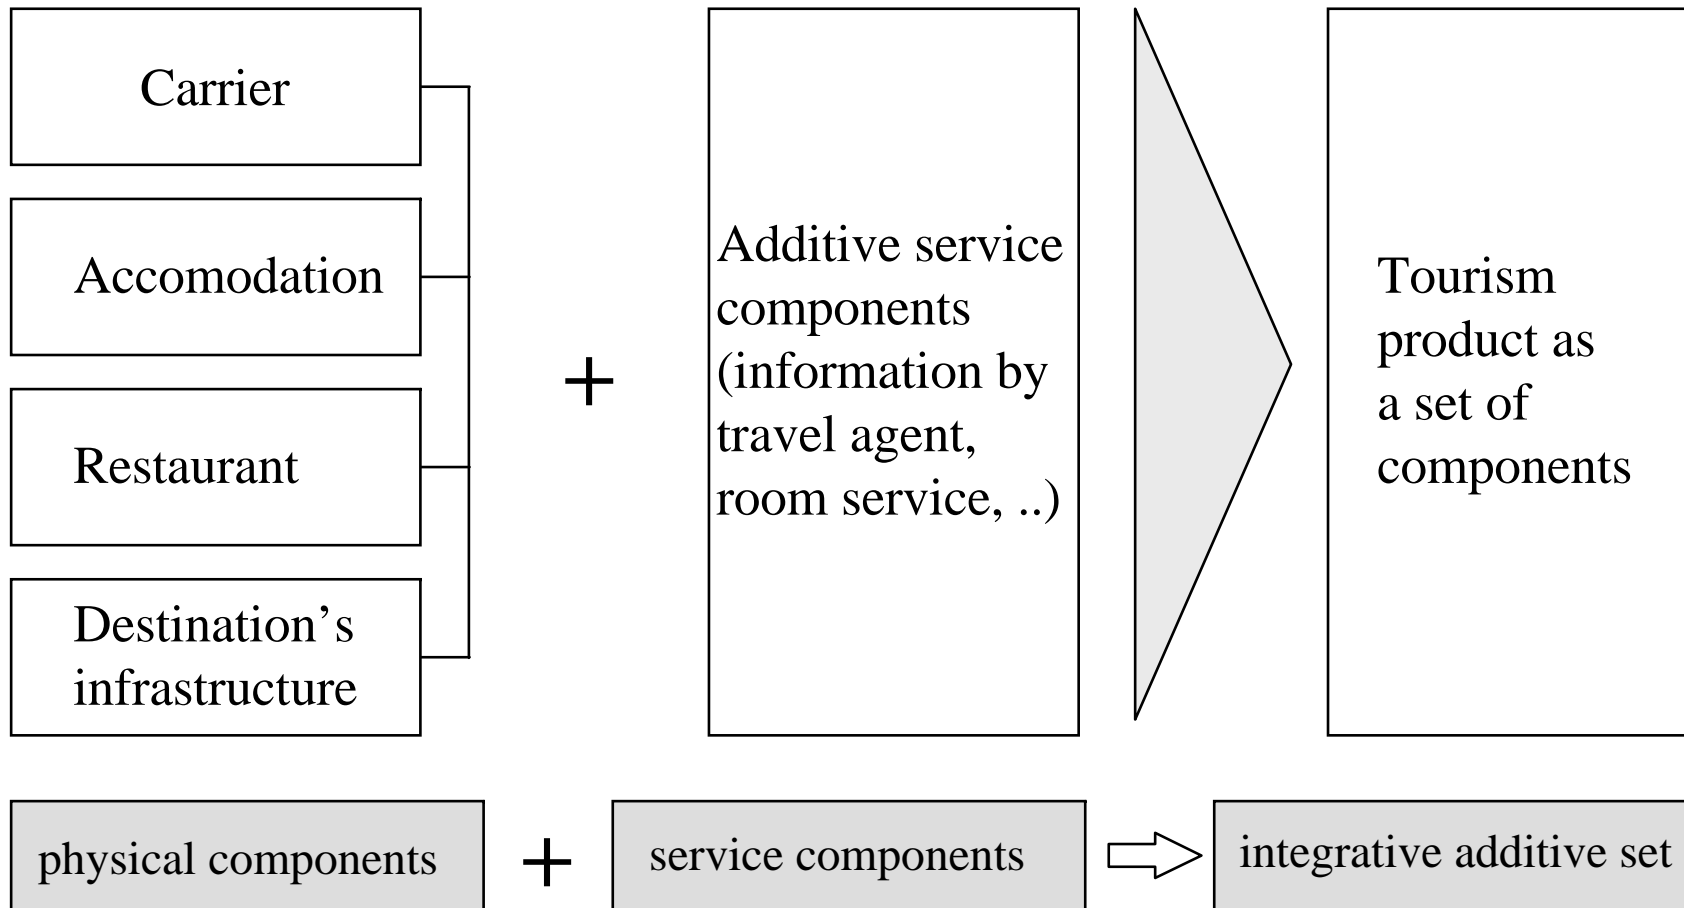 Carrier
Accomodation
Restaurant
Destination’s
infrastructure
+
Additive service
components
(information by
travel agent,
room service, ..)
Tourism
product as
a set of
components
physical components
+
service components
integrative additive set